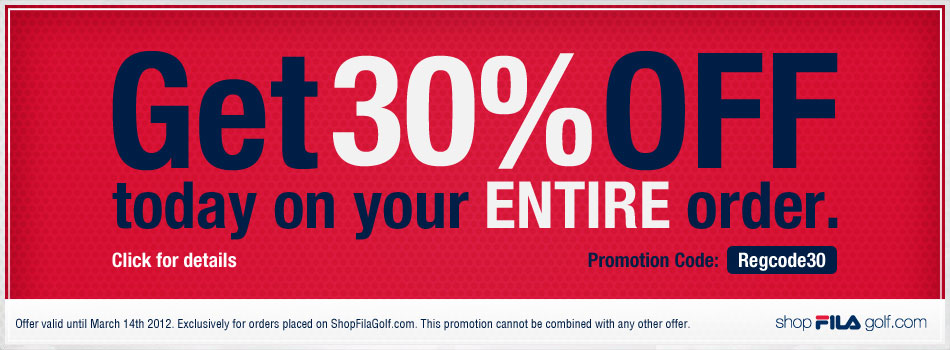 Get 30% OFF
today on your ENTIRE order.
Click for details
Promotion Code: Regcode30
Offer valid until March 14th 2012. Exclusively for orders placed on ShopFilaGolf.com. This promotion cannot be combined with any other offer.
shop FILA golf.com